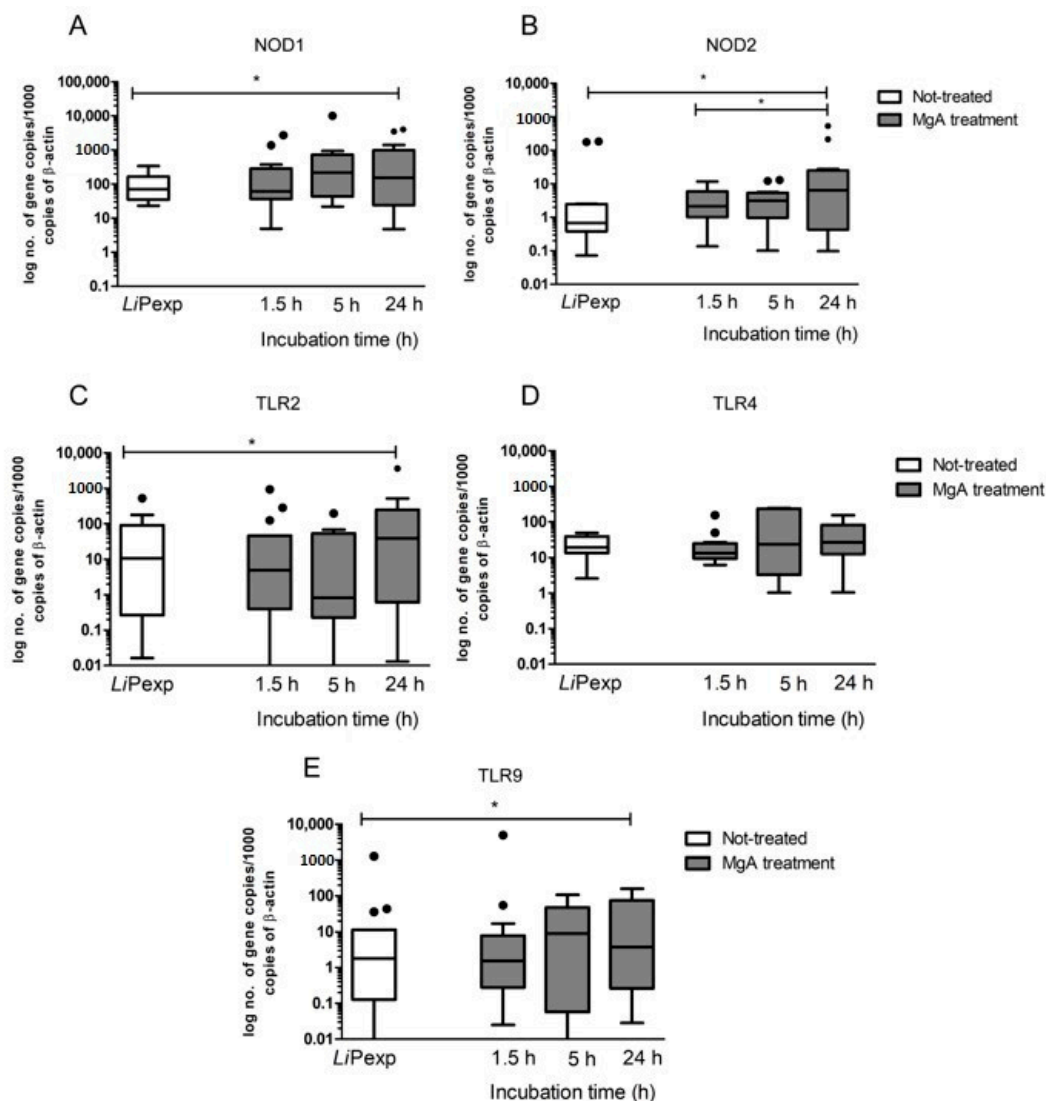 A
NOD1
*
log no. of gene copies/1000
copies of β-actin
100,000
10,000
1000
100
10
1
0.1
LiPexp
1.5 h
5 h
24 h
Incubation time (h)
B
NOD2
*
*
log no. of gene copies/1000
copies of β-actin
10,000
1000
100
10
1
0.1
0.01
LiPexp
1.5 h
5 h
24 h
Incubation time (h)
Not-treated
MgA treatment
C
TLR2
*
log no. of gene copies/1000
copies of β-actin
10,000
1000
100
10
1
0.1
0.01
LiPexp
1.5 h
5 h
24 h
Incubation time (h)
D
TLR4
log no. of gene copies/1000
copies of β-actin
10,000
1000
100
10
1
0.1
0.01
LiPexp
1.5 h
5 h
24 h
Incubation time (h)
Not-treated
MgA treatment
E
TLR9
*
log no. of gene copies/1000
copies of β-actin
10,000
1000
100
10
1
0.1
0.01
LiPexp
1.5 h
5 h
24 h
Incubation time (h)
Not-treated
MgA treatment